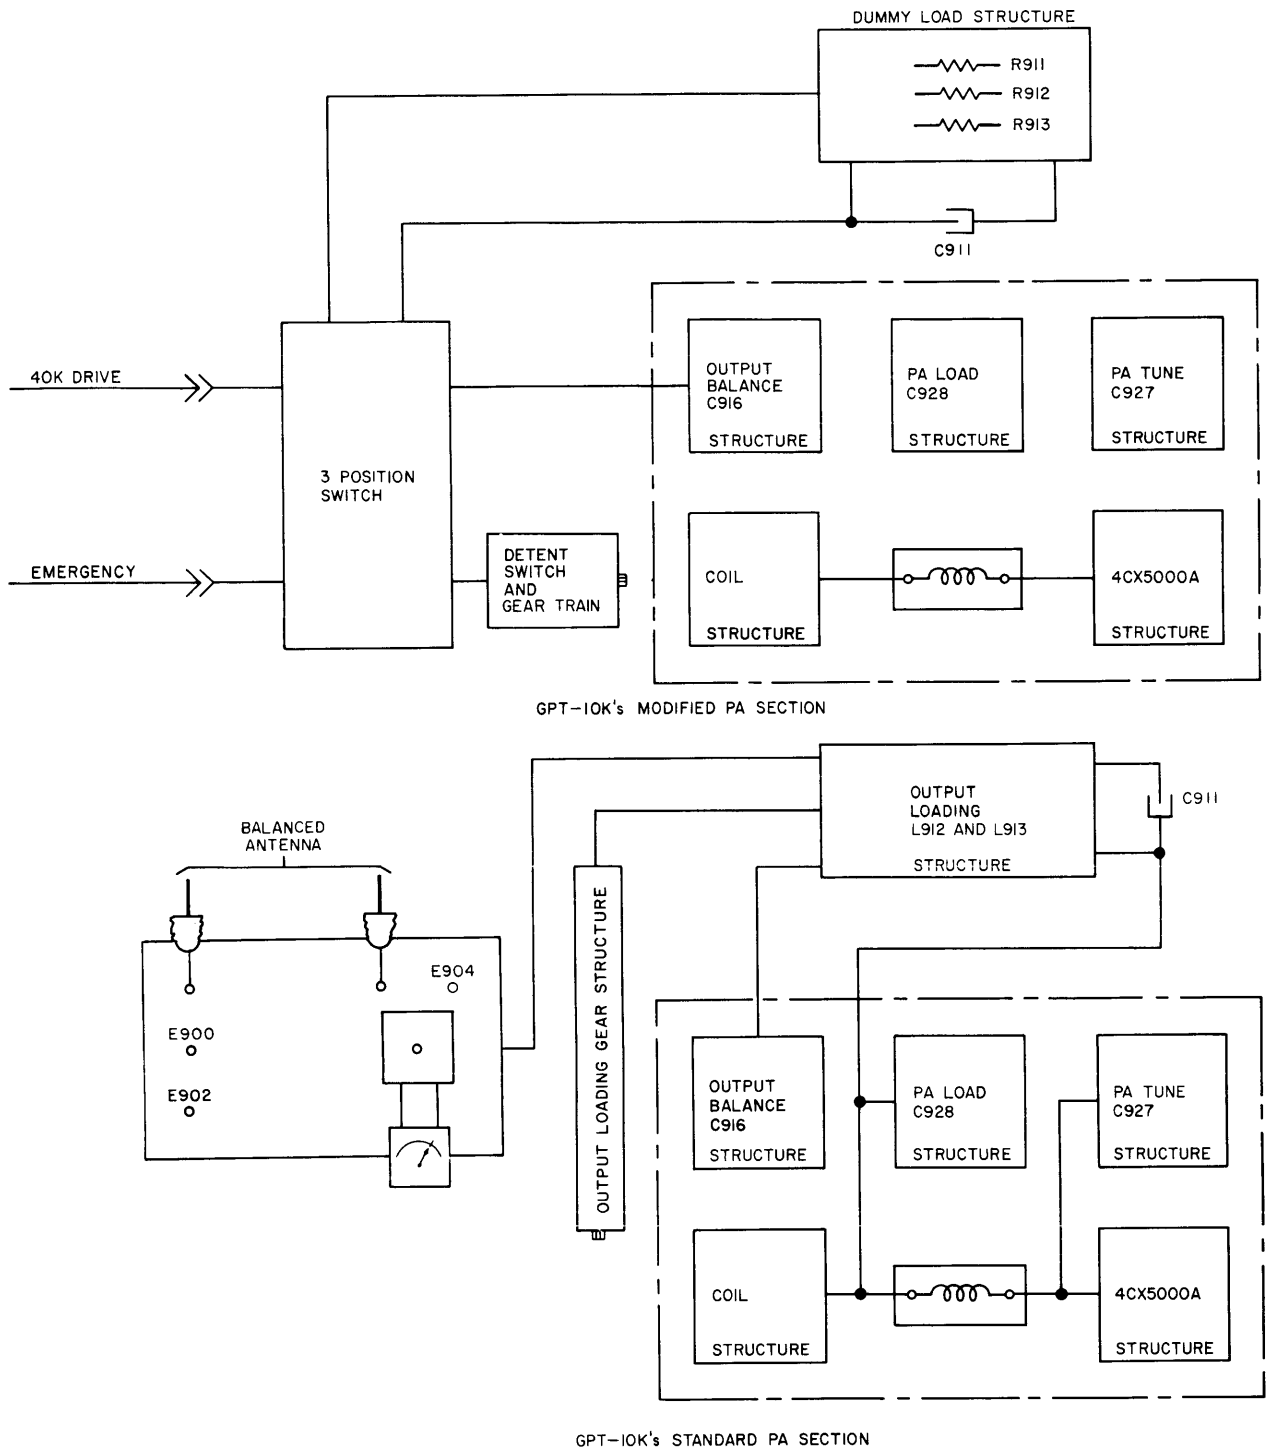 DUMMY LOAD STRUCTURE
R911
R912
R913
C911
40K DRIVE
EMERGENCY
3 POSITION
SWITCH
DETENT
SWITCH
AND
GEAR TRAIN
OUTPUT
BALANCE
C916
STRUCTURE
PA LOAD
C928
STRUCTURE
PA TUNE
C927
STRUCTURE
COIL
STRUCTURE
4CX5000A
STRUCTURE
GPT-10K's MODIFIED PA SECTION
OUTPUT
LOADING
L912 AND L913
STRUCTURE
C911
BALANCED
ANTENNA
E904
E900
E902
OUTPUT LOADING GEAR STRUCTURE
OUTPUT
BALANCE
C916
STRUCTURE
PA LOAD
C928
STRUCTURE
PA TUNE
C927
STRUCTURE
COIL
STRUCTURE
4CX5000A
STRUCTURE
GPT-10K's STANDARD PA SECTION